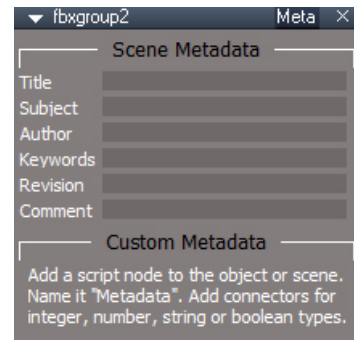 fbxgroup2 Meta
Scene Metadata
Title
Subject
Author
Keywords
Revision
Comment
Custom Metadata
Add a script node to the object or scene.
Name it "Metadata". Add connectors for
integer, number, string or boolean types.